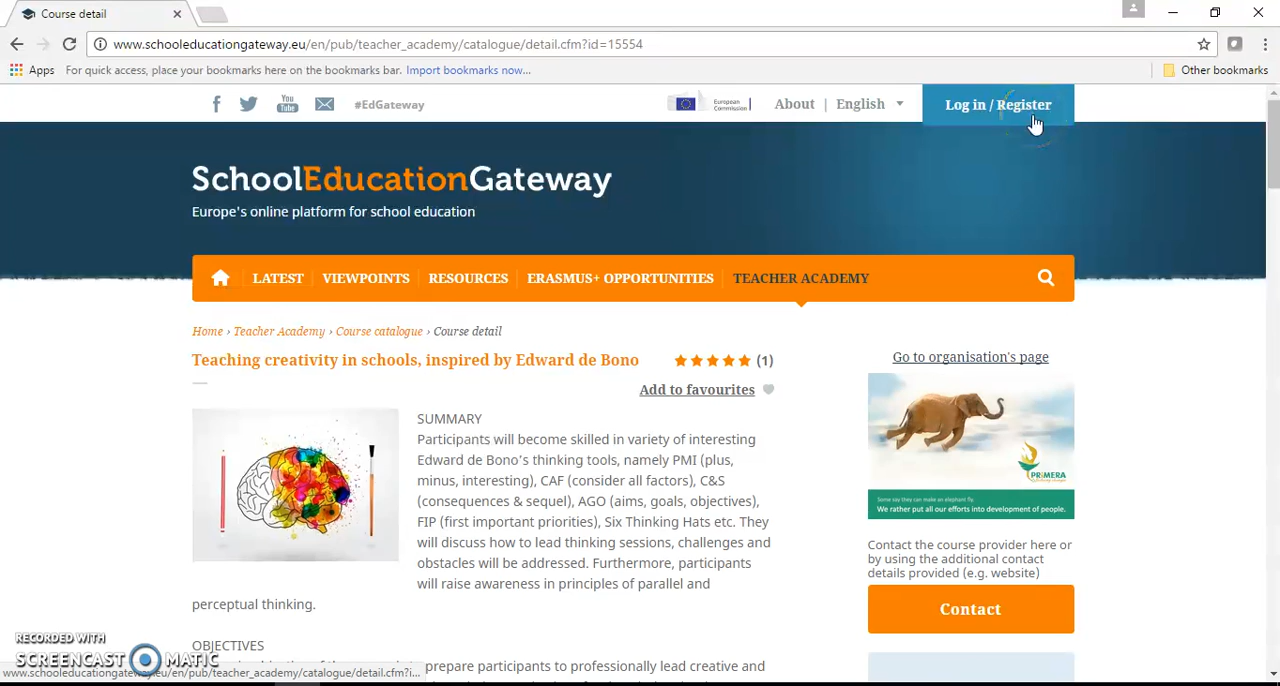 Course detail
www.schooleducationgateway.eu/en/pub/teacher_academy/catalogue/detail.cfm?id=15554
Apps For quick access, place your bookmarks here on the bookmarks bar. Import bookmarks now... Other bookmarks
You Tube #EdGateway European Commission About | English Log in / Register
SchoolEducationGateway
Europe's online platform for school education
LATEST VIEWPOINTS RESOURCES ERASMUS+ OPPORTUNITIES TEACHER ACADEMY
Home › Teacher Academy › Course catalogue › Course detail
Teaching creativity in schools, inspired by Edward de Bono (1)
Add to favourites
SUMMARY
Participants will become skilled in variety of interesting
Edward de Bono's thinking tools, namely PMI (plus,
minus, interesting), CAF (consider all factors), C&S
(consequences & sequel), AGO (aims, goals, objectives),
FIP (first important priorities), Six Thinking Hats etc. They
will discuss how to lead thinking sessions, challenges and
obstacles will be addressed. Furthermore, participants
will raise awareness in principles of parallel and
perceptual thinking.
OBJECTIVES
prepare participants to professionally lead creative and
Go to organisation's page
PRIMERA
Some say they can make an elephant fly.
We rather put all our efforts into development of people.
Contact the course provider here or
by using the additional contact
details provided (e.g. website)
Contact
RECORDED WITH
SCREENCAST MATIC
www.schooleducationgateway.eu/en/pub/teacher_academy/catalogue/detail.cfm?i...